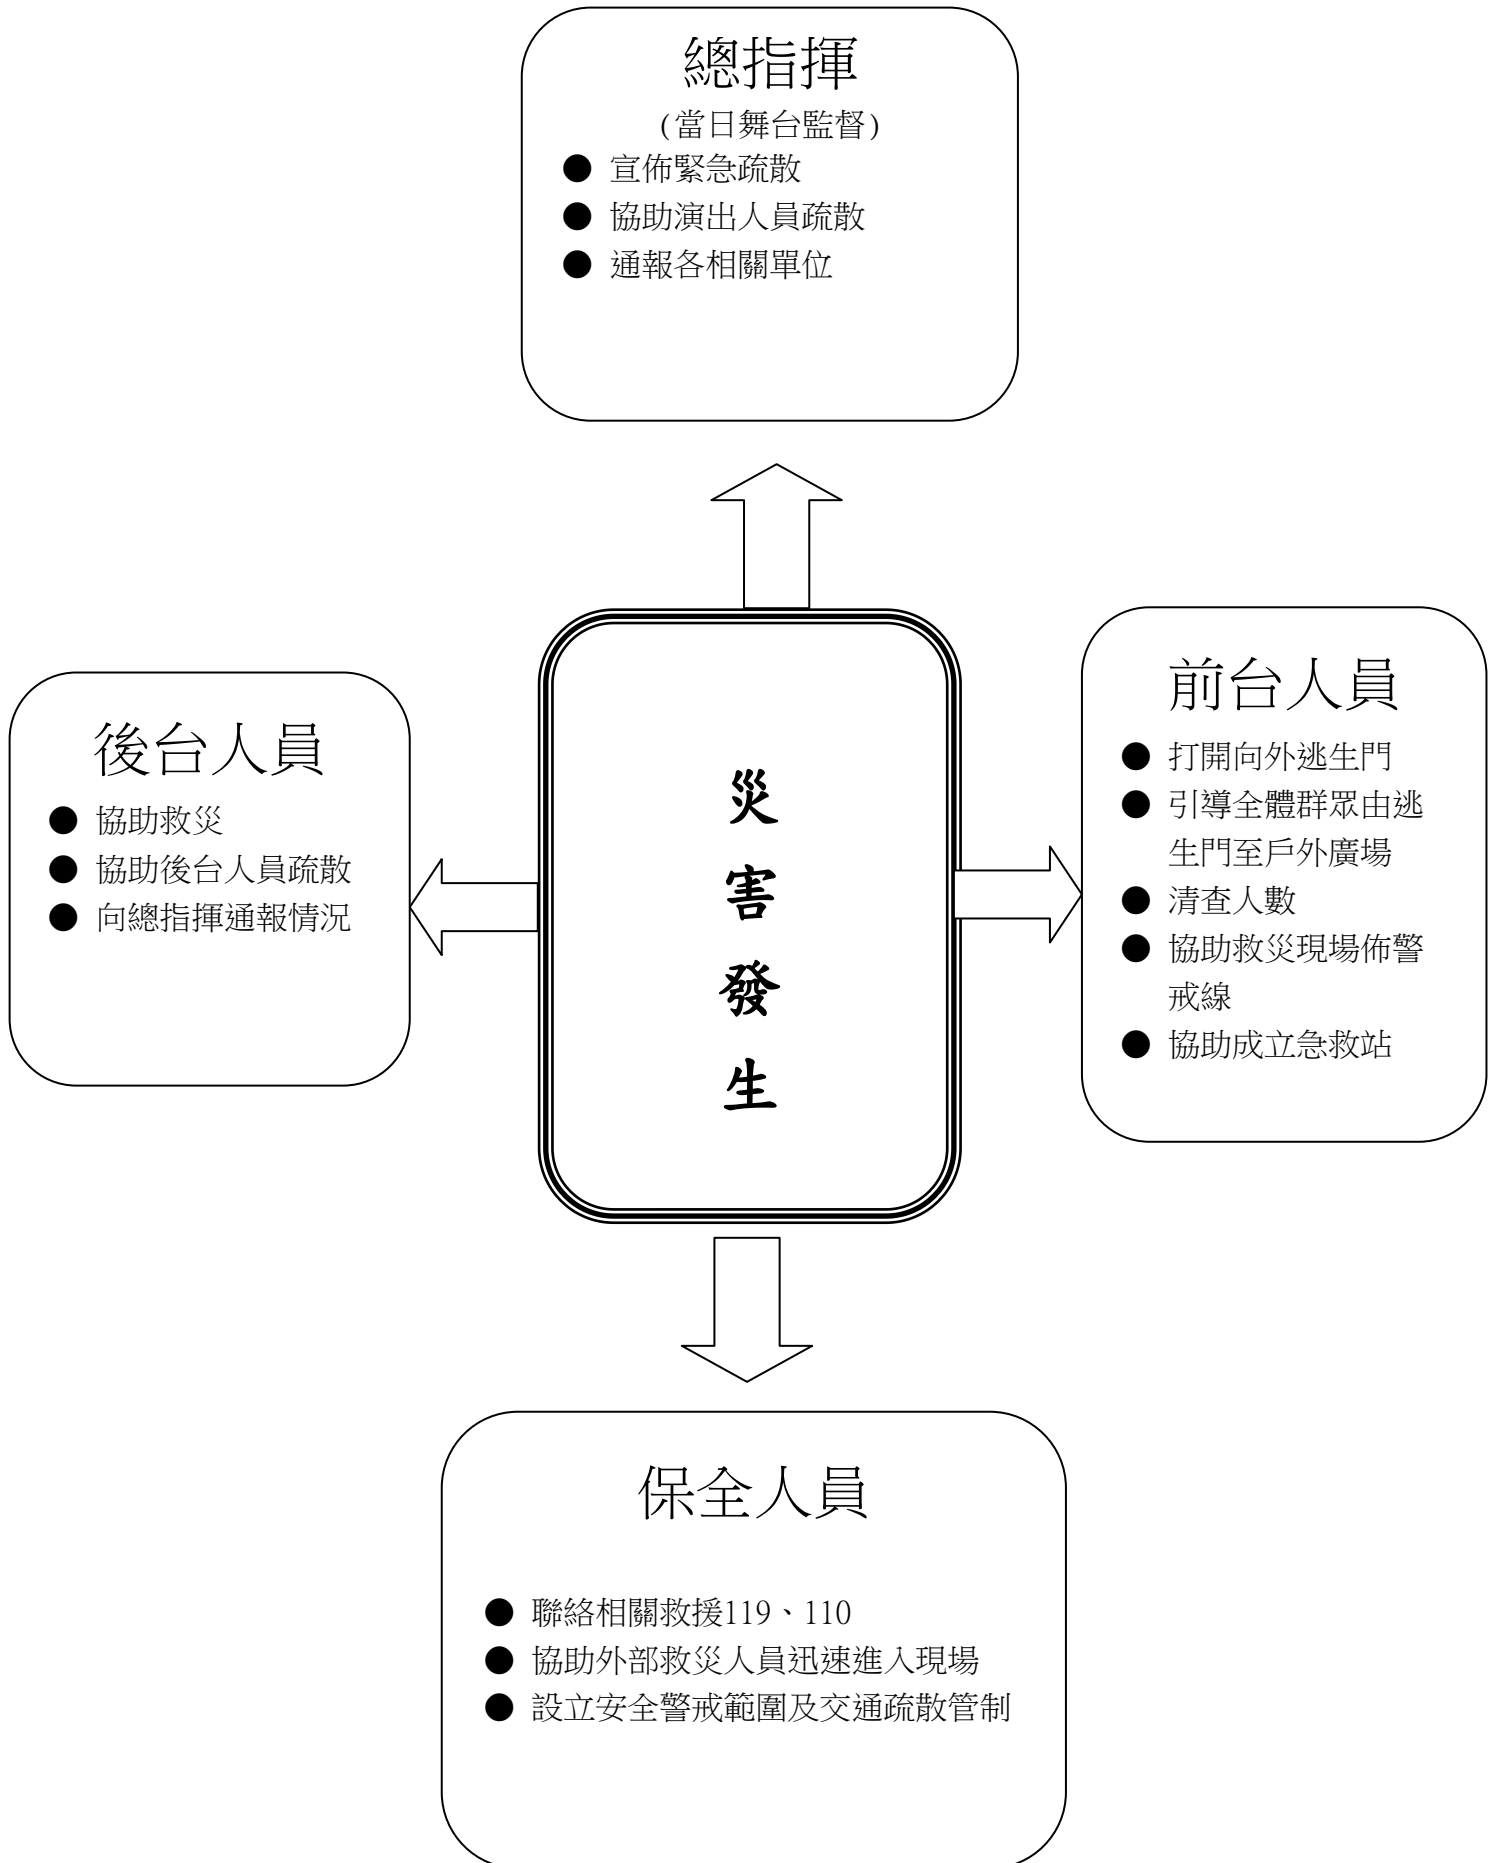 總指揮
(當日舞台監督)
● 宣佈緊急疏散
● 協助演出人員疏散
● 通報各相關單位
後台人員
● 協助救災
● 協助後台人員疏散
● 向總指揮通報情況
災
害
發
生
前台人員
● 打開向外逃生門
● 引導全體群眾由逃
生門至戶外廣場
● 清查人數
● 協助救災現場佈警
戒線
● 協助成立急救站
保全人員
● 聯絡相關救援119、110
● 協助外部救災人員迅速進入現場
● 設立安全警戒範圍及交通疏散管制